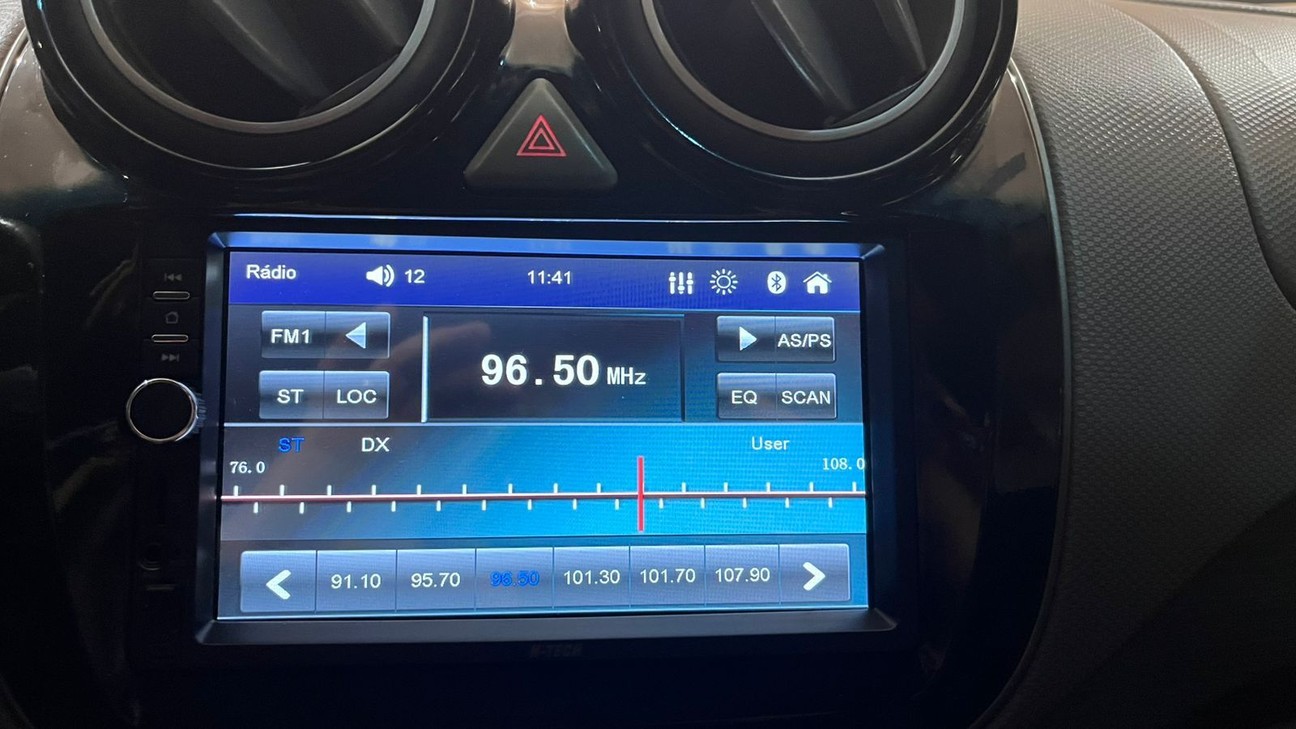 Rádio 12 11:41
FM1 AS/PS
96.50 MHz
ST LOC EQ SCAN
ST DX User
76.0 108.0
91.10 95.70 96.50 101.30 101.70 107.90